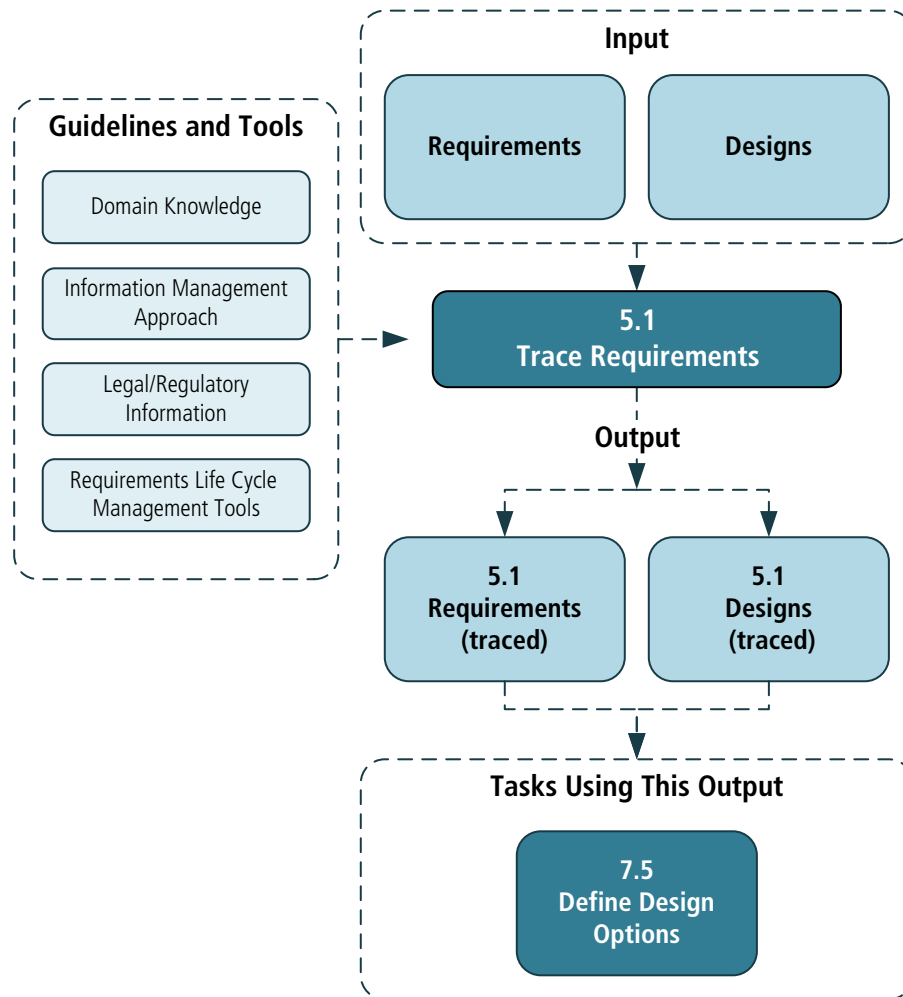 Input
Requirements
Designs
Guidelines and Tools
Domain Knowledge
Information Management
Approach
Legal/Regulatory
Information
Requirements Life Cycle
Management Tools
5.1
Trace Requirements
Output
5.1
Requirements
(traced)
5.1
Designs
(traced)
Tasks Using This Output
7.5
Define Design
Options